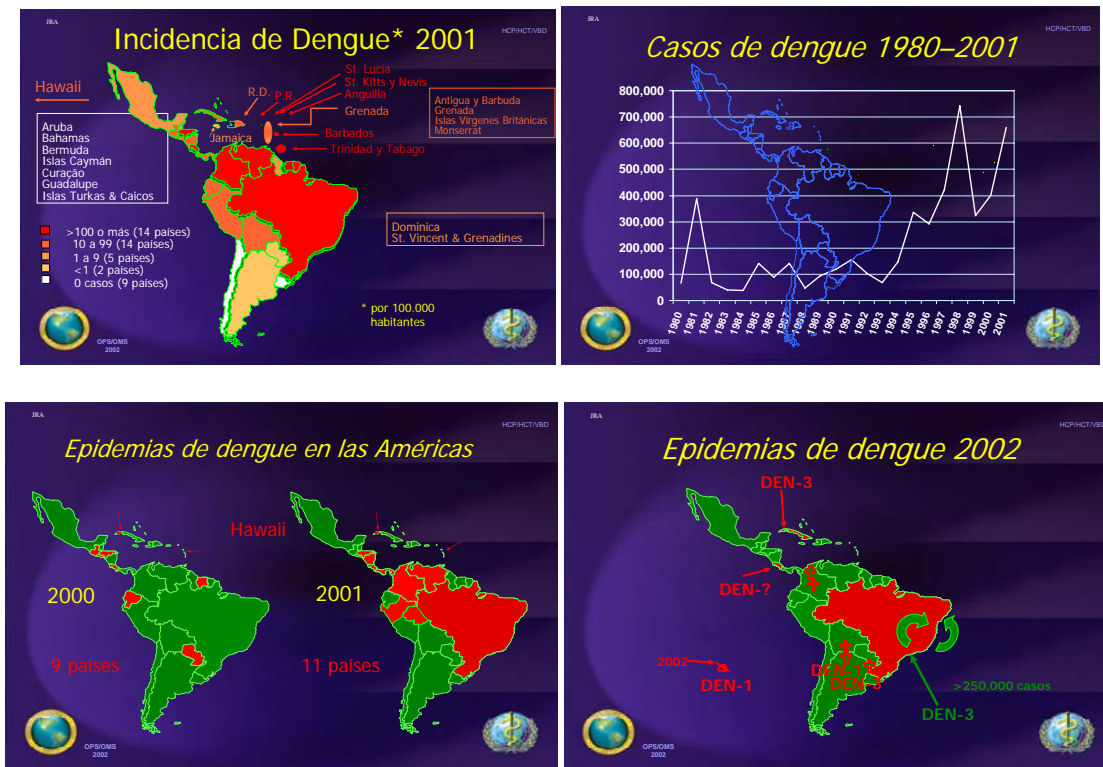 JRA
HCP/HCT/VBD
Incidencia de Dengue* 2001
Hawaii
R.D.
P.R.
St. Lucia
St. Kitts y Nevis
Anguilla
Grenada
Jamaica
Barbados
Trinidad y Tabago
Antigua y Barbuda
Grenada
Islas Vírgenes Británicas
Monserrat
Aruba
Bahamas
Bermuda
Islas Caymán
Curaçao
Guadalupe
Islas Turkas & Caicos
Dominica
St. Vincent & Grenadines
>100 o más (14 países)
10 a 99 (14 países)
1 a 9 (5 países)
<1 (2 países)
0 casos (9 países)
* por 100.000
habitantes
OPS/OMS
2002
JRA
HCP/HCT/VBD
Casos de dengue 1980–2001
800,000
700,000
600,000
500,000
400,000
300,000
200,000
100,000
0
1980
1981
1982
1983
1984
1985
1986
1987
1988
1989
1990
1991
1992
1993
1994
1995
1996
1997
1998
1999
2000
2001
OPS/OMS
2002
JRA
HCP/HCT/VBD
Epidemias de dengue en las Américas
Hawaii
2000
2001
9 países
11 países
OPS/OMS
2002
JRA
HCP/HCT/VBD
Epidemias de dengue 2002
DEN-3
DEN-?
2002
DEN-1
DEN-1
DEN-3
>250,000 casos
DEN-3
OPS/OMS
2002